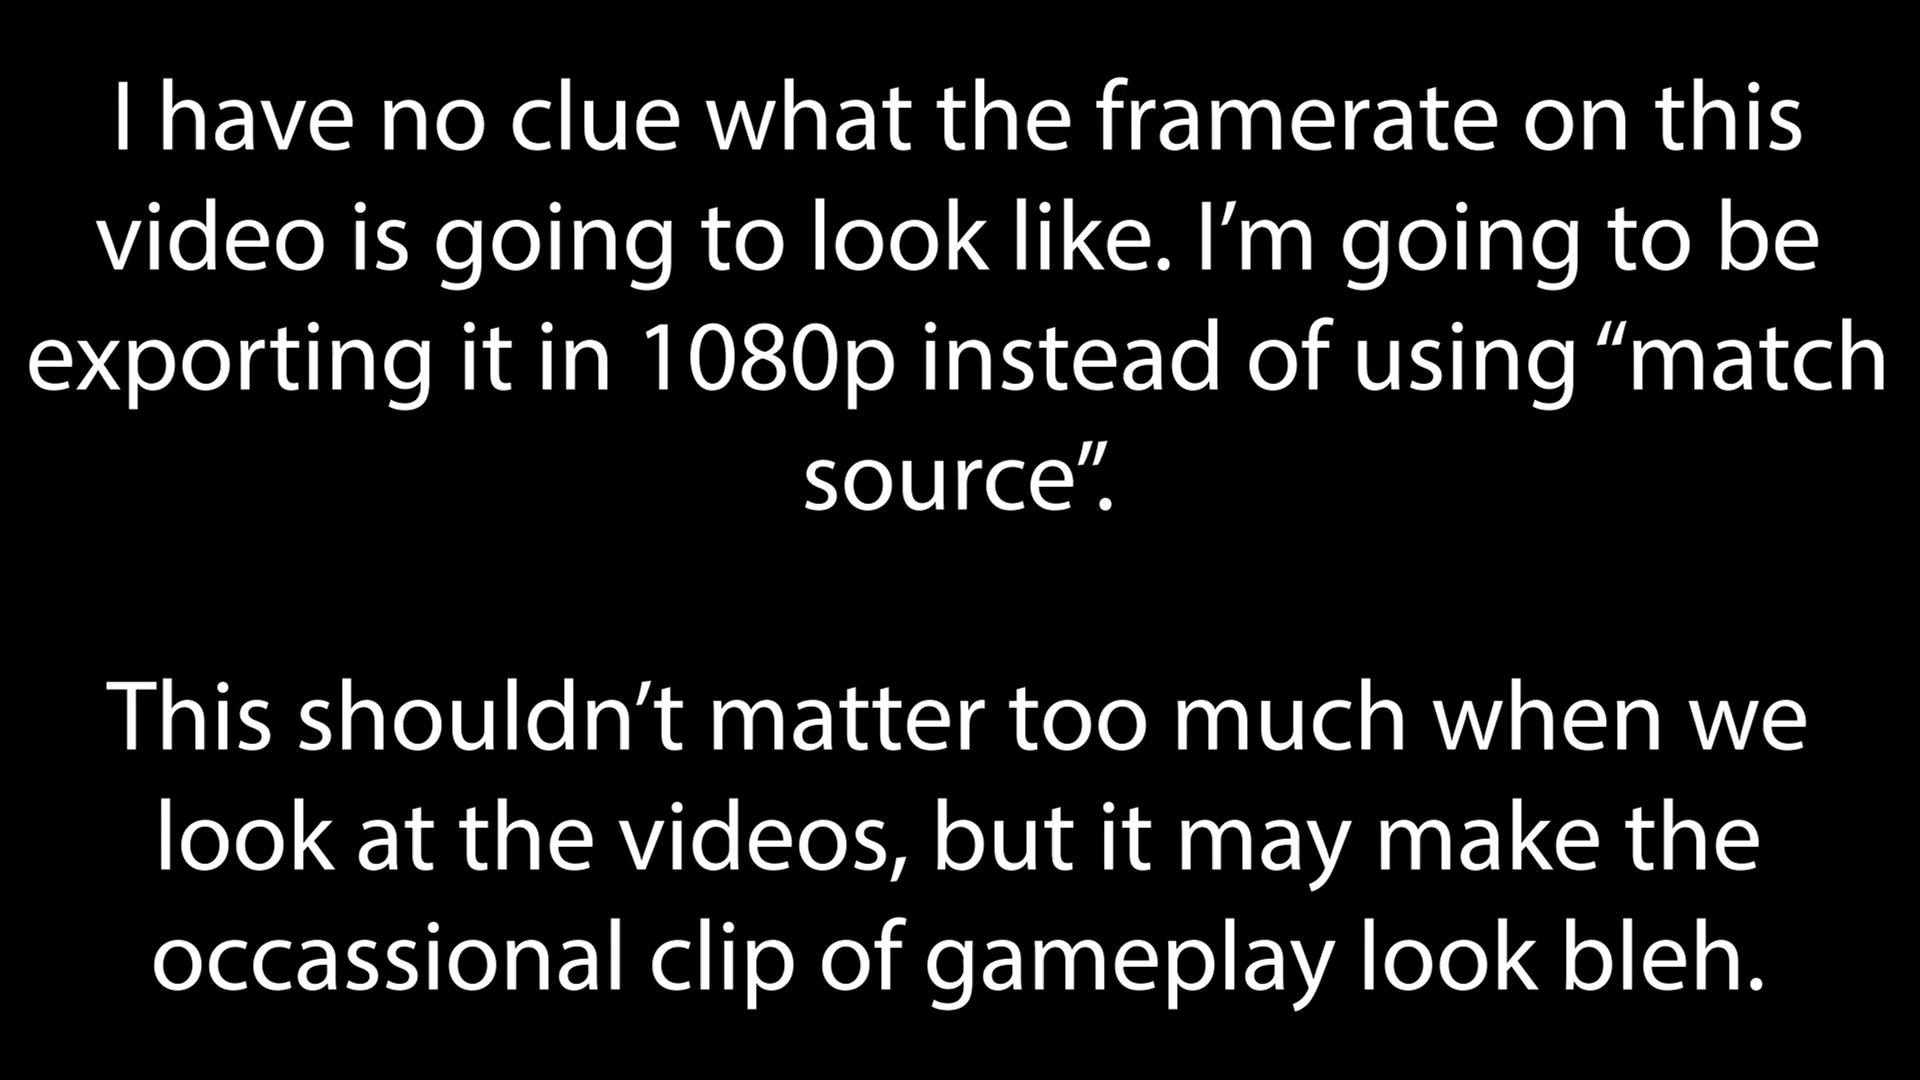 I have no clue what the framerate on this
video is going to look like. I’m going to be
exporting it in 1080p instead of using “match
source”.
This shouldn’t matter too much when we
look at the videos, but it may make the
occassional clip of gameplay look bleh.